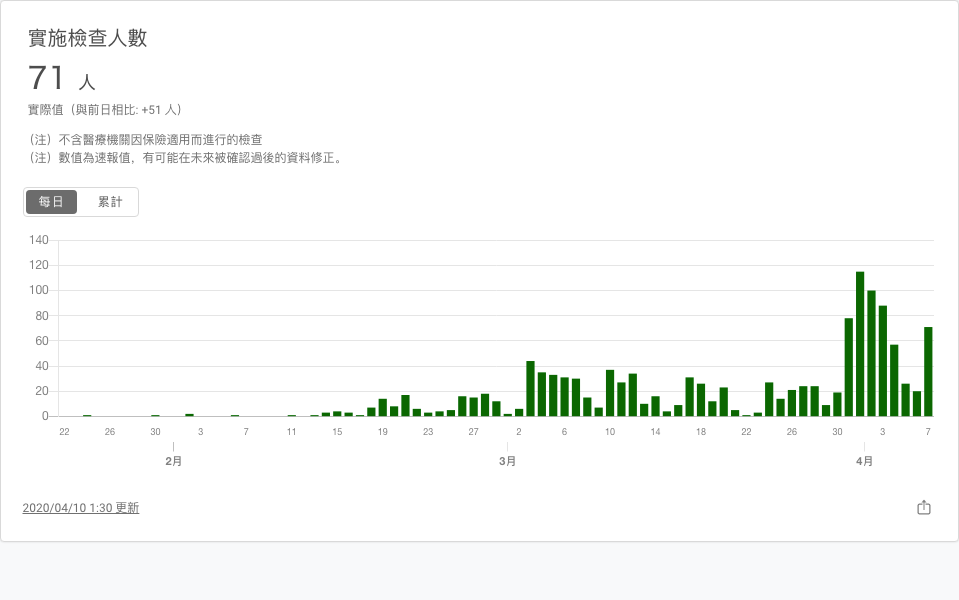 實施檢查人數
71 人
實際值（與前日相比: +51 人）
（注）不含醫療機關因保險適用而進行的檢查
（注）數值為速報值，有可能在未來被確認過後的資料修正。
每日 累計
140
120
100
80
60
40
20
0
22 26 30 3 7 11 15 19 23 27 2 6 10 14 18 22 26 30 3 7
2月 3月 4月
2020/04/10 1:30 更新